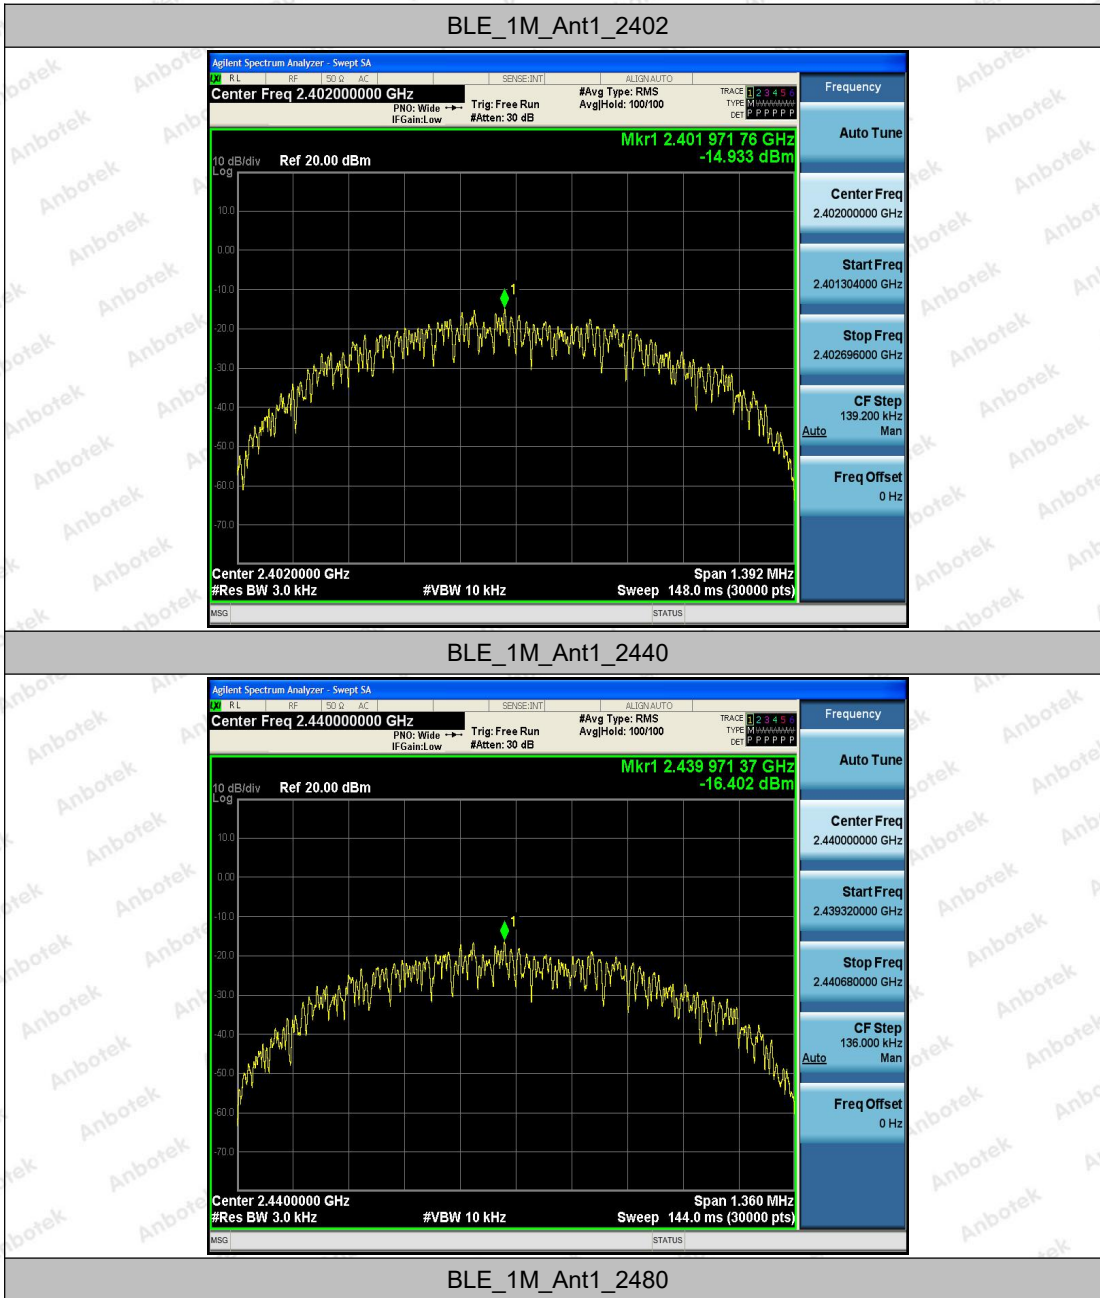 BLE_1M_Ant1_2402
Agilent Spectrum Analyzer - Swept SA
LXI RL RF 50 Ω AC SENSE:INT ALIGNAUTO
Center Freq 2.402000000 GHz
PNO: Wide
IFGain:Low
Trig: Free Run
#Atten: 30 dB
#Avg Type: RMS
Avg|Hold: 100/100
TRACE 1 2 3 4 5 6
TYPE M
DET P P P P P P
Mkr1 2.401 971 76 GHz
-14.933 dBm
10 dB/div Ref 20.00 dBm
Log
10.0
0.00
-10.0
-20.0
-30.0
-40.0
-50.0
-60.0
-70.0
1
Center 2.4020000 GHz Span 1.392 MHz
#Res BW 3.0 kHz #VBW 10 kHz Sweep 148.0 ms (30000 pts)
MSG STATUS
Frequency
Auto Tune
Center Freq
2.402000000 GHz
Start Freq
2.401304000 GHz
Stop Freq
2.402696000 GHz
CF Step
139.200 kHz
Auto Man
Freq Offset
0 Hz
BLE_1M_Ant1_2440
Agilent Spectrum Analyzer - Swept SA
LXI RL RF 50 Ω AC SENSE:INT ALIGNAUTO
Center Freq 2.440000000 GHz
PNO: Wide
IFGain:Low
Trig: Free Run
#Atten: 30 dB
#Avg Type: RMS
Avg|Hold: 100/100
TRACE 1 2 3 4 5 6
TYPE M
DET P P P P P P
Mkr1 2.439 971 37 GHz
-16.402 dBm
10 dB/div Ref 20.00 dBm
Log
10.0
0.00
-10.0
-20.0
-30.0
-40.0
-50.0
-60.0
-70.0
1
Center 2.4400000 GHz Span 1.360 MHz
#Res BW 3.0 kHz #VBW 10 kHz Sweep 144.0 ms (30000 pts)
MSG STATUS
Frequency
Auto Tune
Center Freq
2.440000000 GHz
Start Freq
2.439320000 GHz
Stop Freq
2.440680000 GHz
CF Step
136.000 kHz
Auto Man
Freq Offset
0 Hz
BLE_1M_Ant1_2480
Anbotek